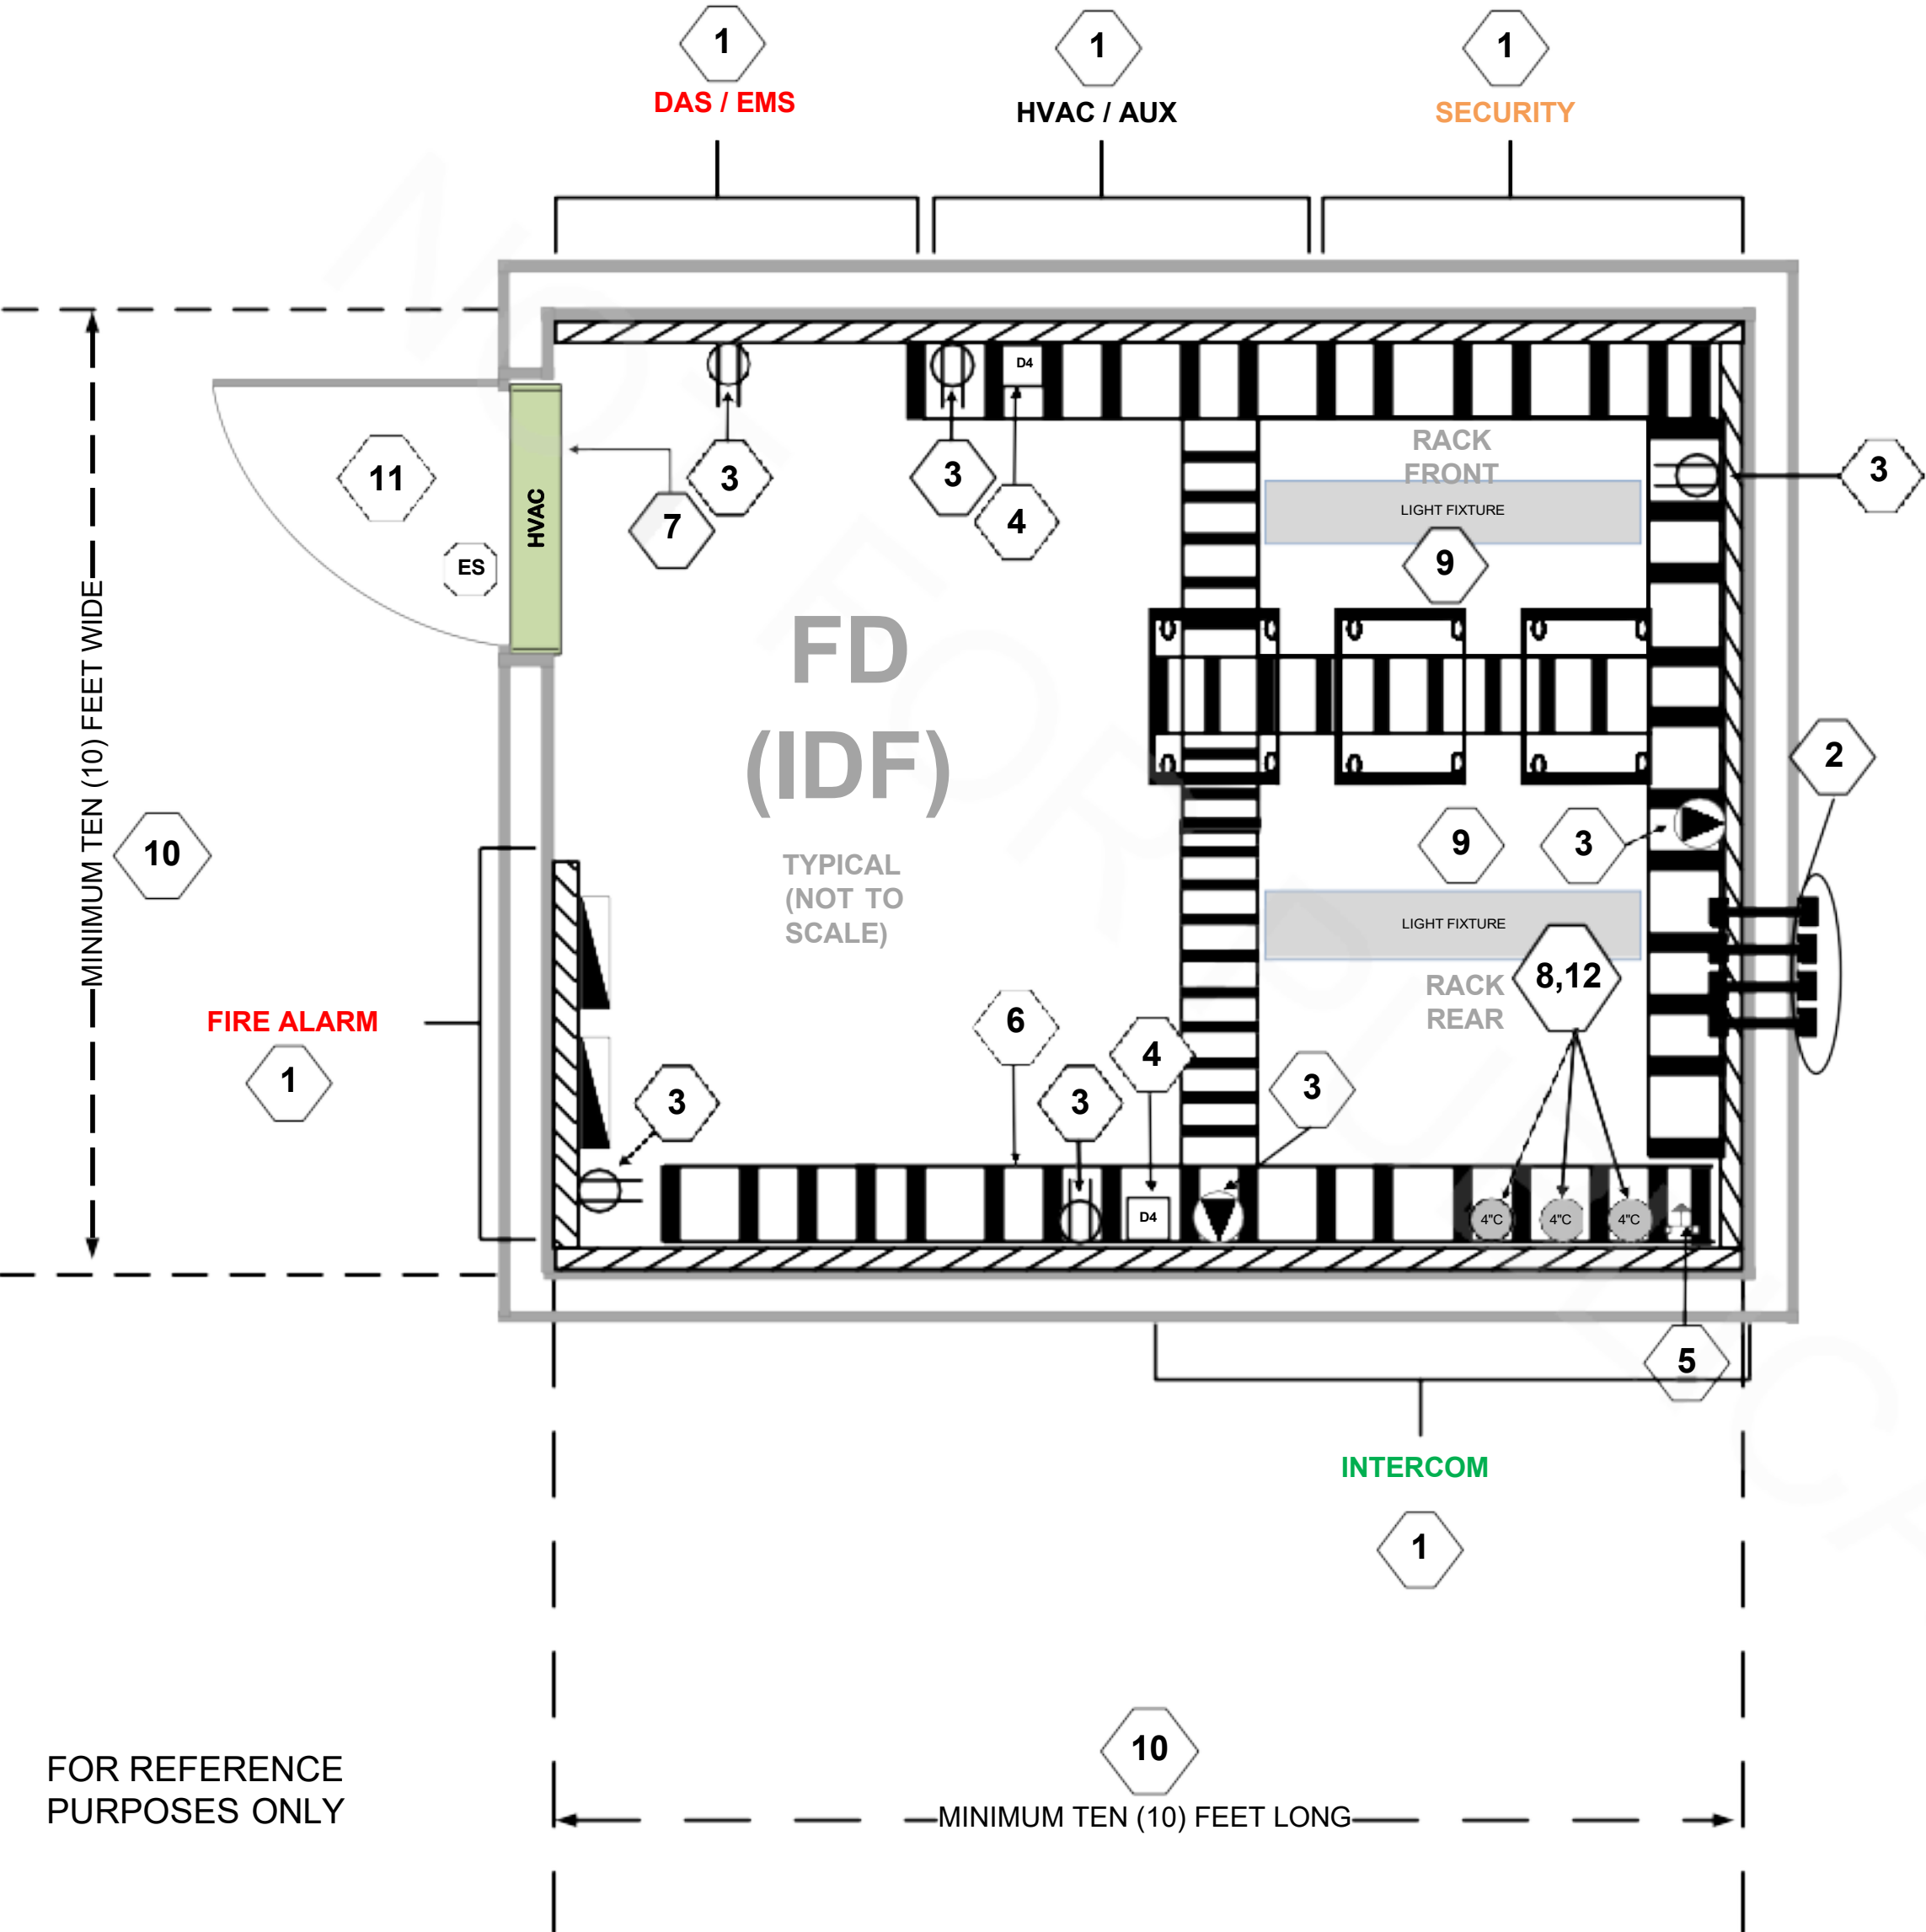 1
1
1
DAS / EMS
HVAC / AUX
SECURITY
D4
RACK
FRONT
11
3
3
3
4
7
HVAC
LIGHT FIXTURE
ES
9
MINIMUM TEN (10) FEET WIDE
FD
(IDF)
2
10
TYPICAL
(NOT TO
SCALE)
9
3
LIGHT FIXTURE
8,12
RACK
REAR
FIRE ALARM
1
6
4
3
3
3
D4
4"C
4"C
4"C
5
INTERCOM
1
10
MINIMUM TEN (10) FEET LONG
FOR REFERENCE
PURPOSES ONLY